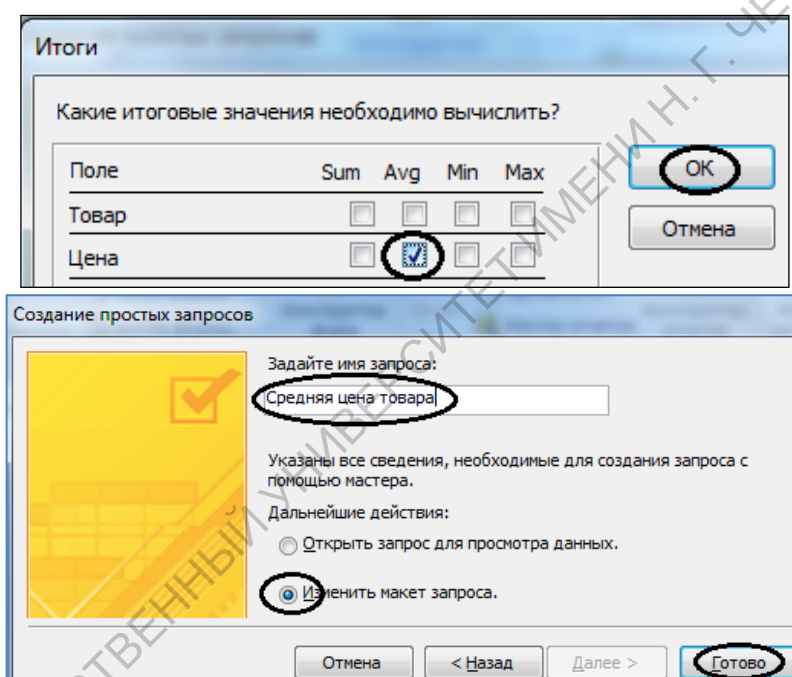 Итоги
Какие итоговые значения необходимо вычислить?
Поле Sum Avg Min Max
Товар
Цена
OK
Отмена
Создание простых запросов
Задайте имя запроса:
Средняя цена товара
Указаны все сведения, необходимые для создания запроса с
помощью мастера.
Дальнейшие действия:
Открыть запрос для просмотра данных.
Изменить макет запроса.
Отмена
< Назад
Далее >
Готово
УНИВЕРСИТЕТ ИМЕНИ Н. Г.